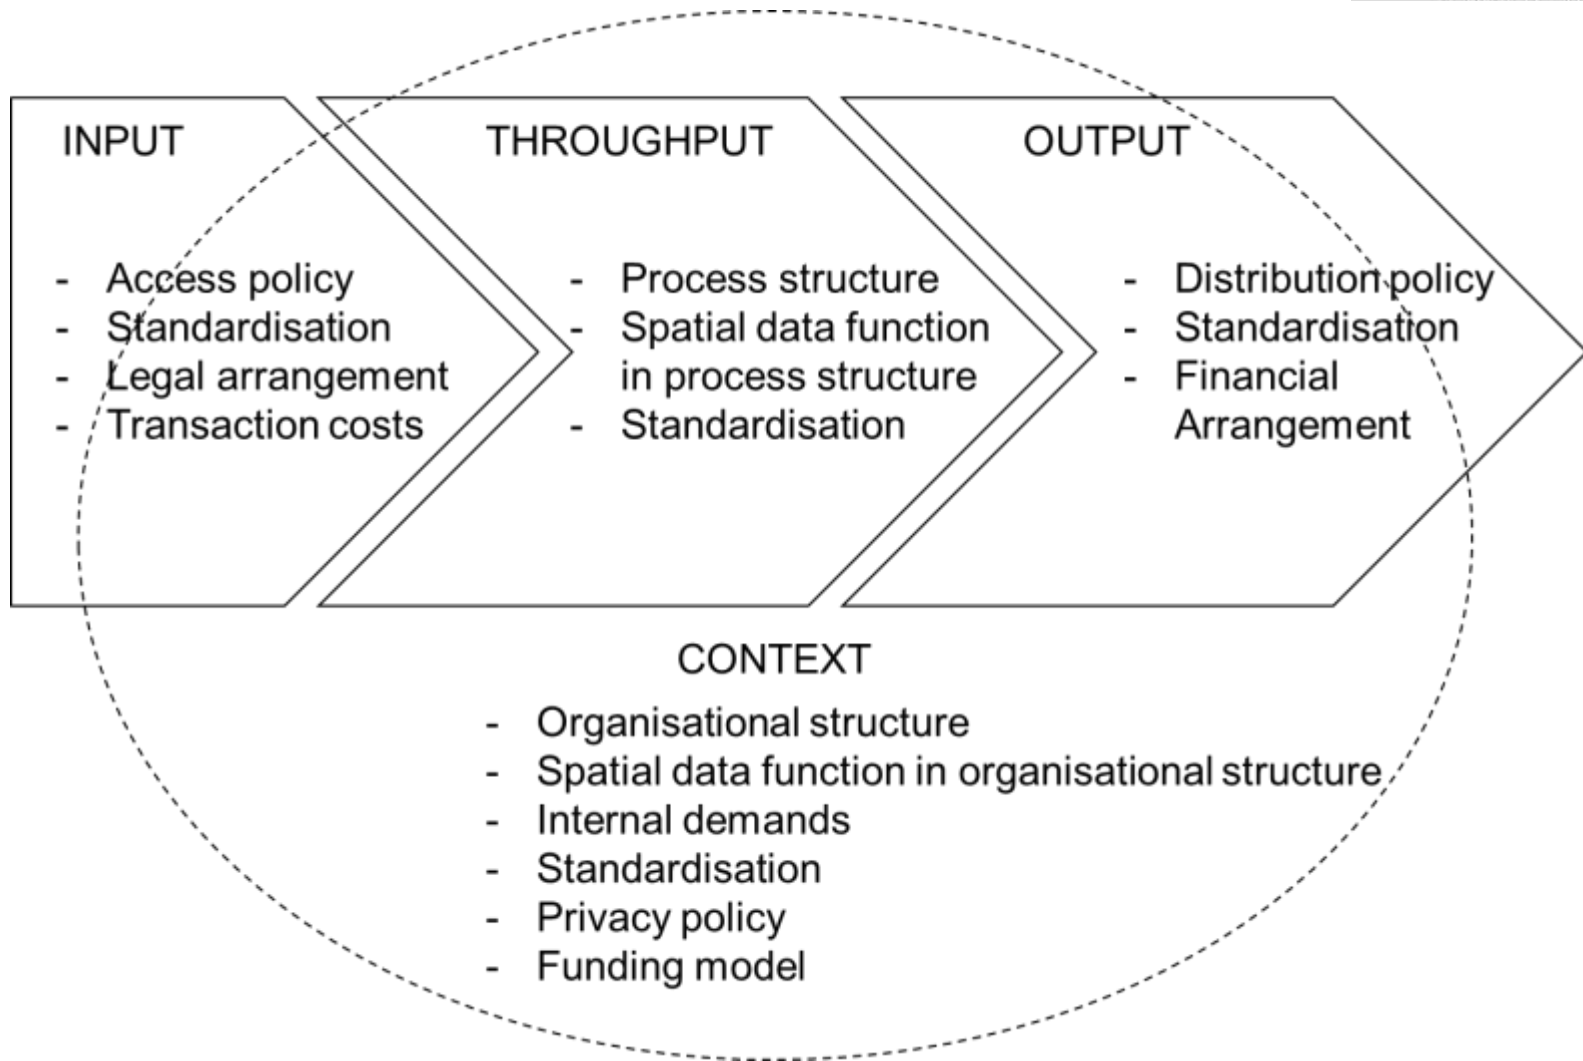 INPUT
- Access policy
- Standardisation
- Legal arrangement
- Transaction costs
THROUGHPUT
- Process structure
- Spatial data function
in process structure
- Standardisation
OUTPUT
- Distribution policy
- Standardisation
- Financial
Arrangement
CONTEXT
- Organisational structure
- Spatial data function in organisational structure
- Internal demands
- Standardisation
- Privacy policy
- Funding model